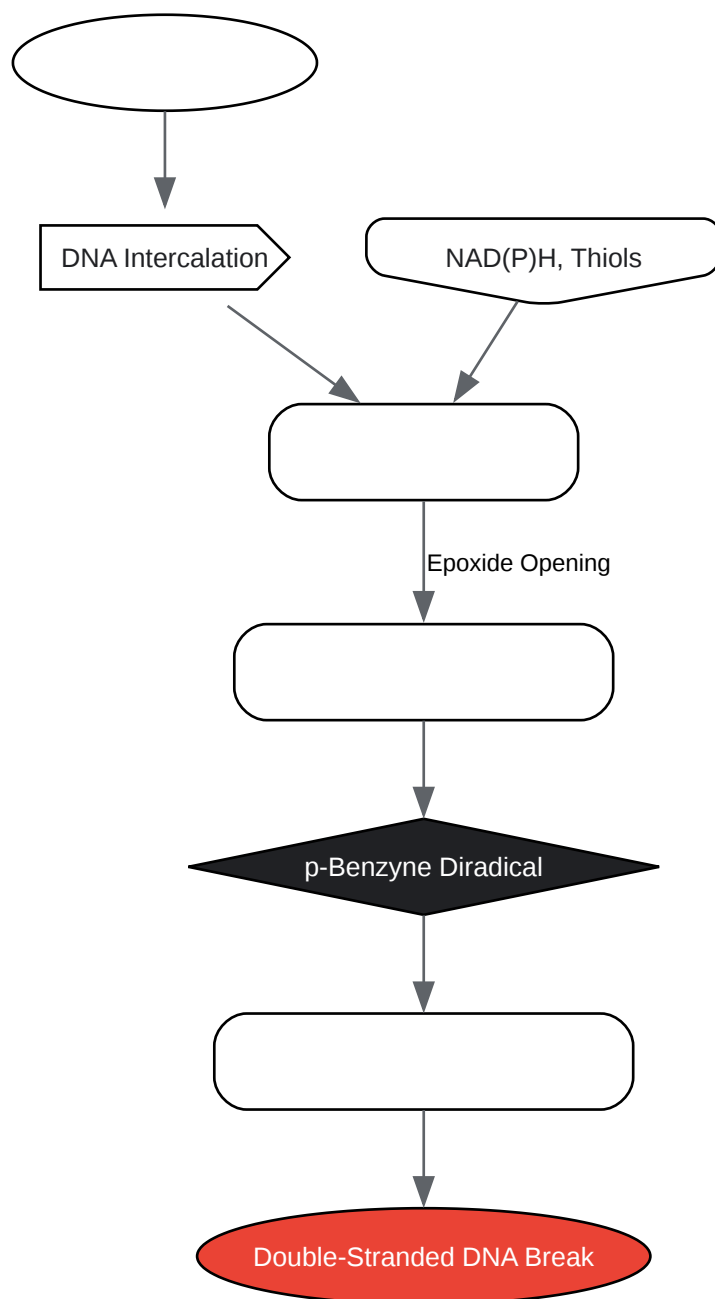 DNA Intercalation
NAD(P)H, Thiols
Epoxide Opening
p-Benzyne Diradical
Double-Stranded DNA Break